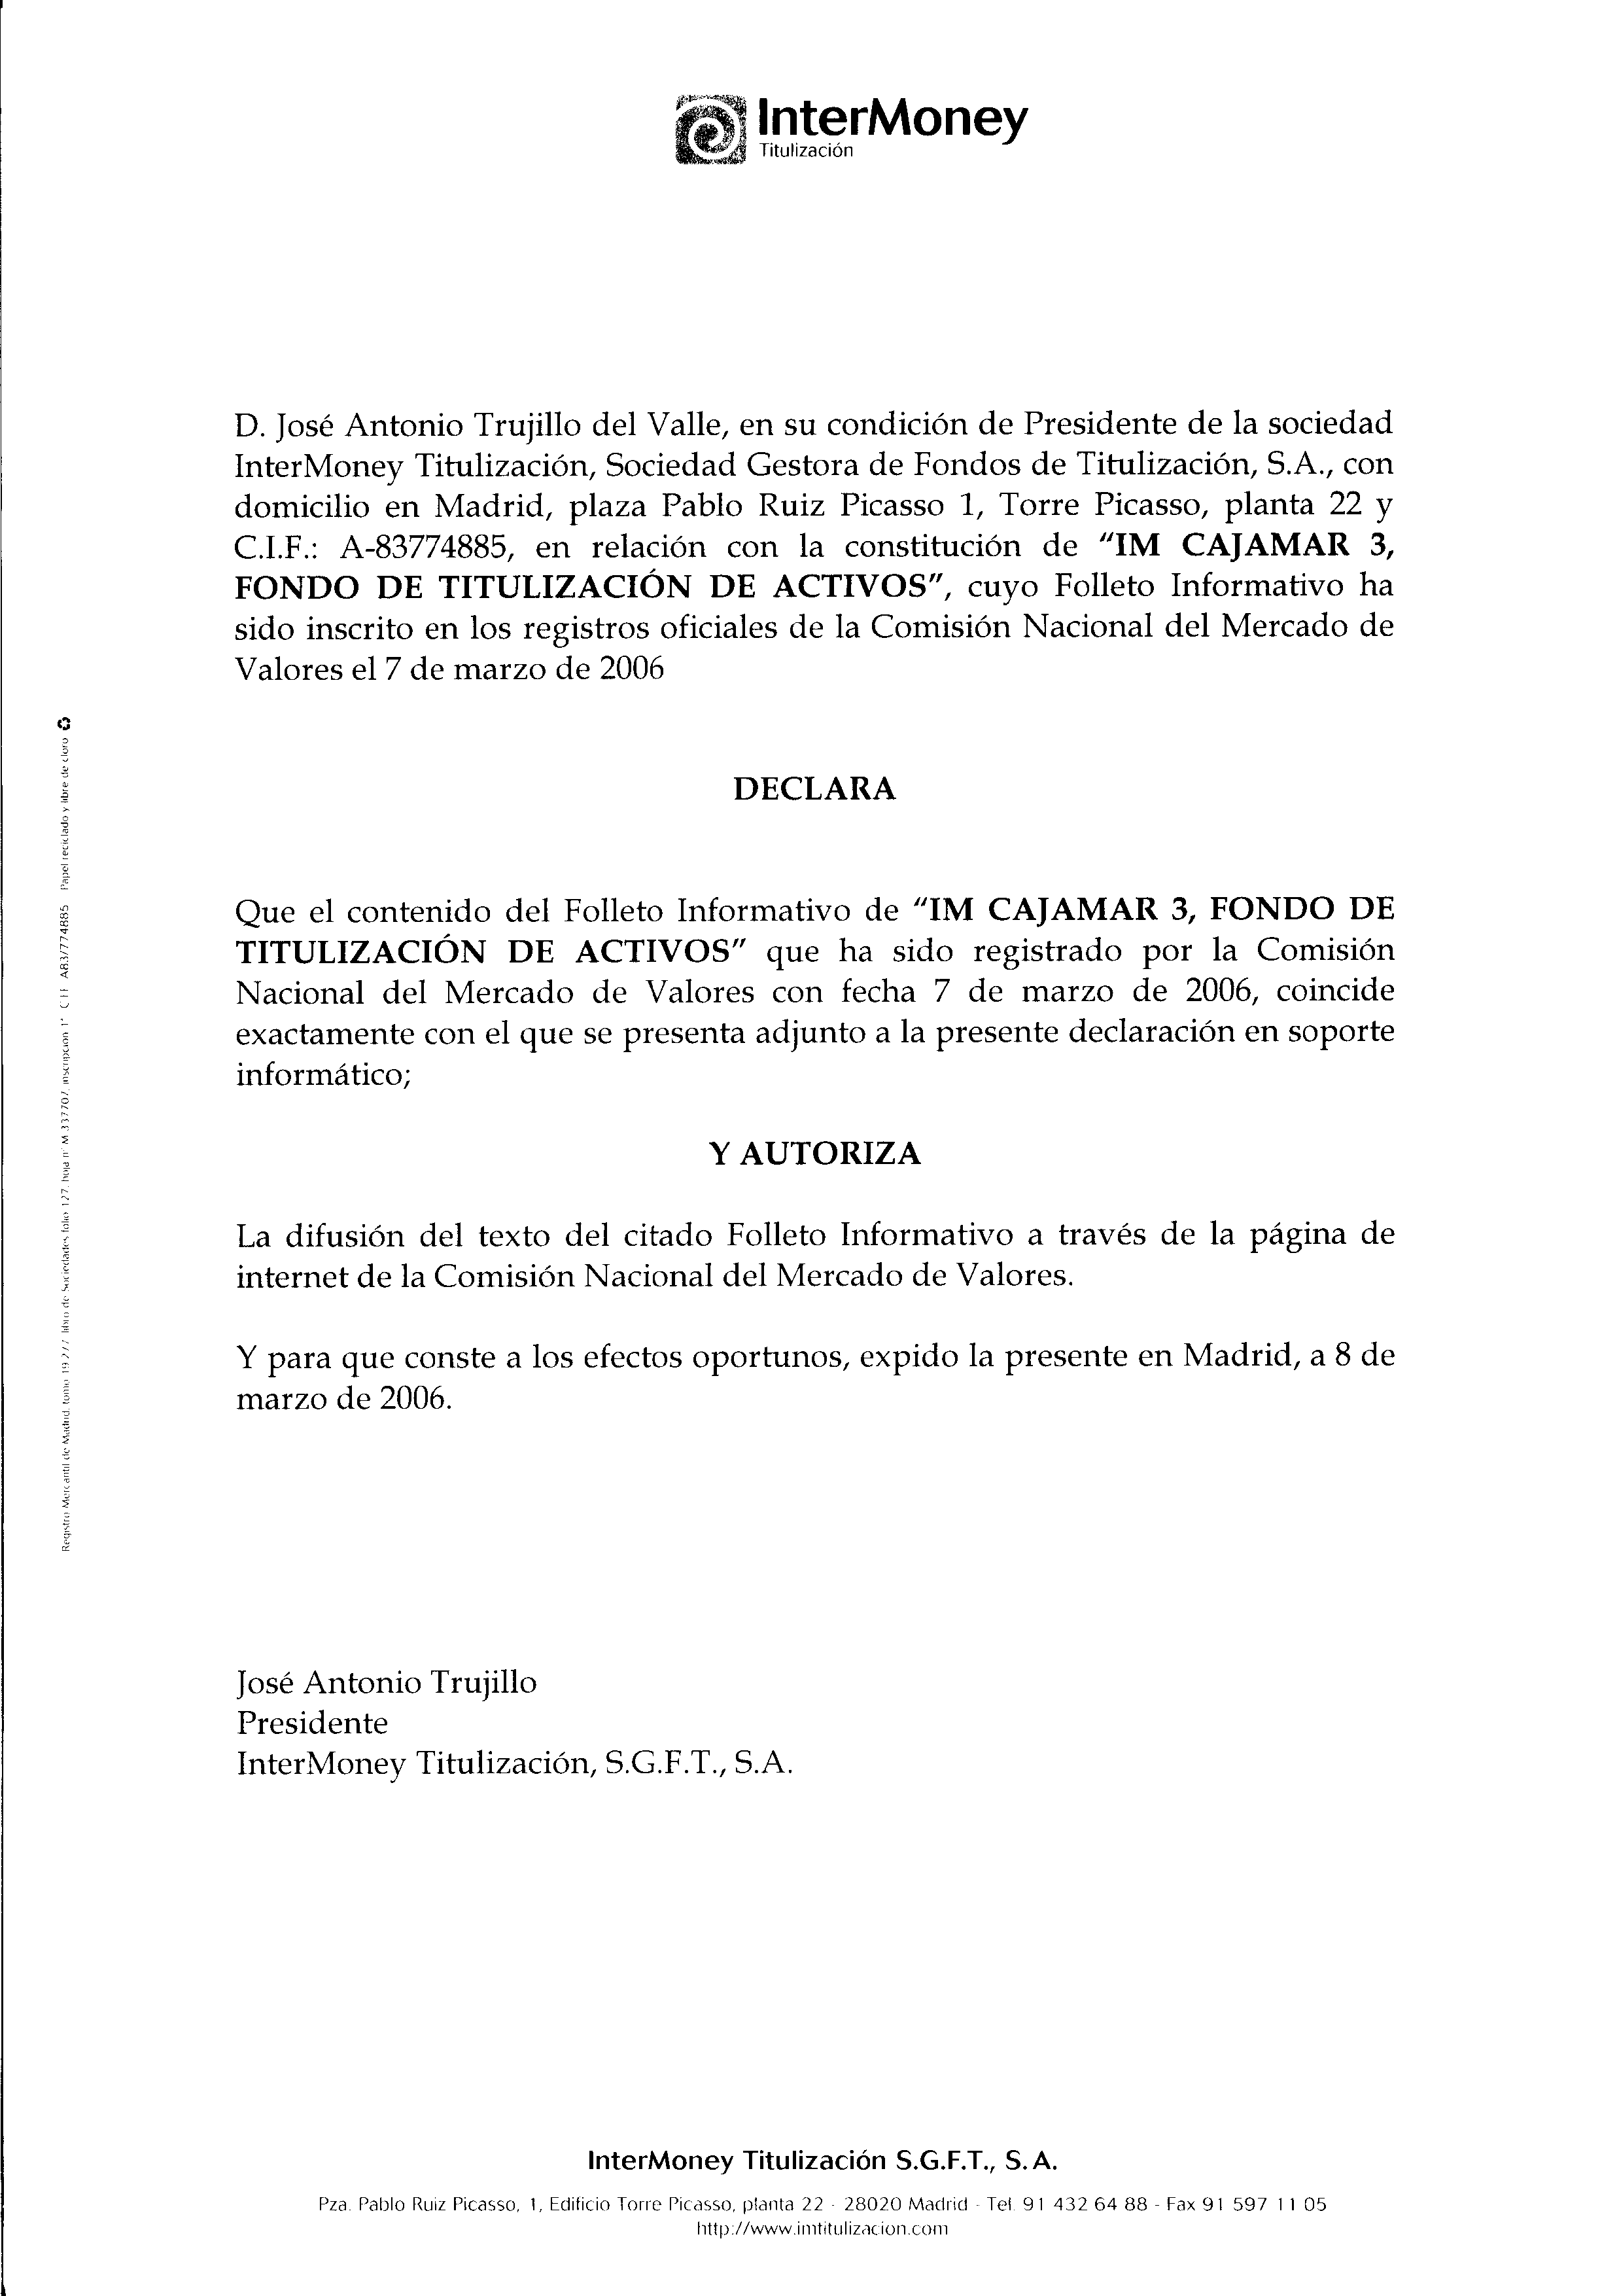 InterMoney
Titulización
D. José Antonio Trujillo del Valle, en su condición de Presidente de la sociedad
InterMoney Titulización, Sociedad Gestora de Fondos de Titulización, S.A., con
domicilio en Madrid, plaza Pablo Ruiz Picasso 1, Torre Picasso, planta 22 y
C.I.F.: A-83774885, en relación con la constitución de "IM CAJAMAR 3,
FONDO DE TITULIZACIÓN DE ACTIVOS", cuyo Folleto Informativo ha
sido inscrito en los registros oficiales de la Comisión Nacional del Mercado de
Valores el 7 de marzo de 2006
DECLARA
Que el contenido del Folleto Informativo de "IM CAJAMAR 3, FONDO DE
TITULIZACIÓN DE ACTIVOS" que ha sido registrado por la Comisión
Nacional del Mercado de Valores con fecha 7 de marzo de 2006, coincide
exactamente con el que se presenta adjunto a la presente declaración en soporte
informático;
Y AUTORIZA
La difusión del texto del citado Folleto Informativo a través de la página de
internet de la Comisión Nacional del Mercado de Valores.
Y para que conste a los efectos oportunos, expido la presente en Madrid, a 8 de
marzo de 2006.
José Antonio Trujillo
Presidente
InterMoney Titulización, S.G.F.T., S.A.
Registro Mercantil de Madrid, tomo 19.277 libro de Sociedades folio 127, hoja nº M-337707, inscripción 1ª CIF A83774885 Papel reciclado y libre de cloro
InterMoney Titulización S.G.F.T., S.A.
Pza. Pablo Ruiz Picasso, 1, Edificio Torre Picasso, planta 22 - 28020 Madrid - Tel. 91 432 64 88 - Fax 91 597 11 05
http://www.imtitulizacion.com